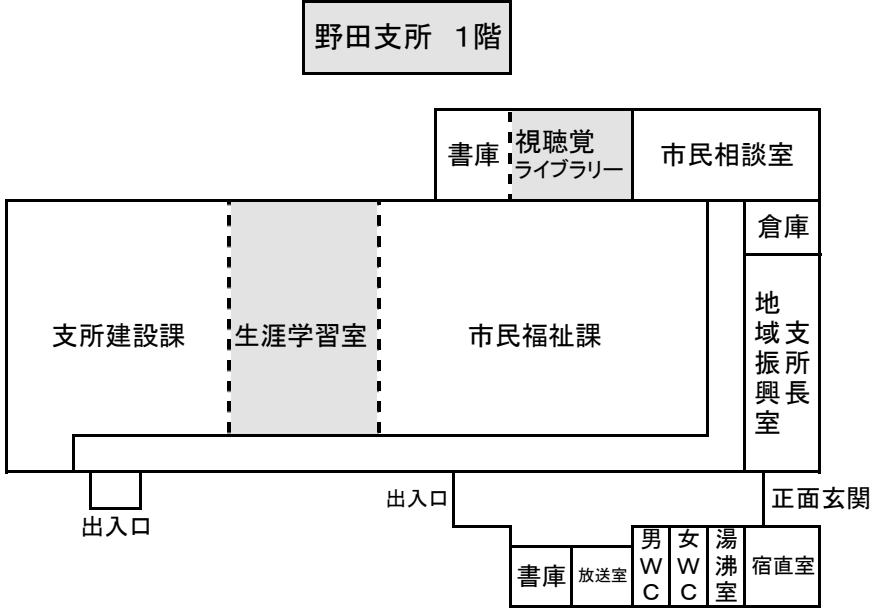 野田支所　１階
書庫
視聴覚
ライブラリー
市民相談室
倉庫
支所建設課
生涯学習室
市民福祉課
支所長
地域振興室
出入口
出入口
正面玄関
書庫
放送室
男ＷＣ
女ＷＣ
湯沸室
宿直室